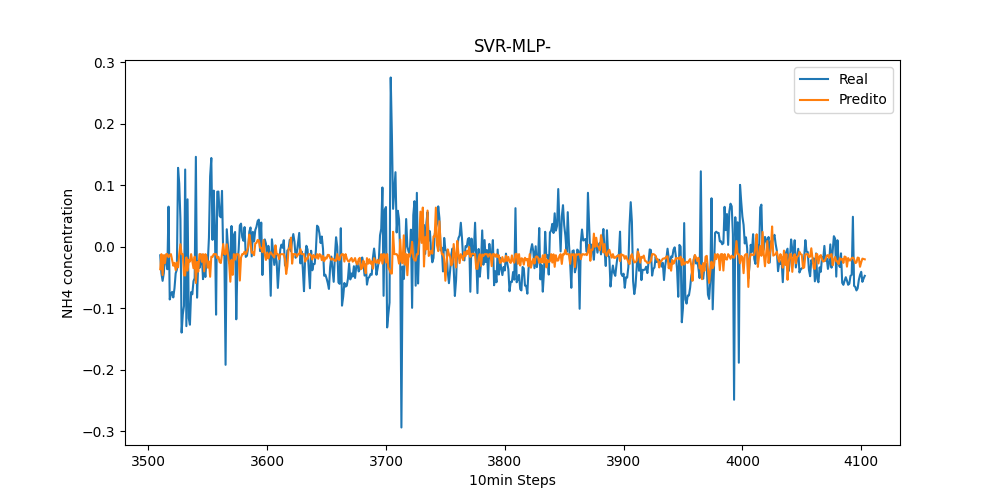 SVR-MLP-
Real
Predito
NH4 concentration
0.3
0.2
0.1
0.0
−0.1
−0.2
−0.3
3500 3600 3700 3800 3900 4000 4100
10min Steps